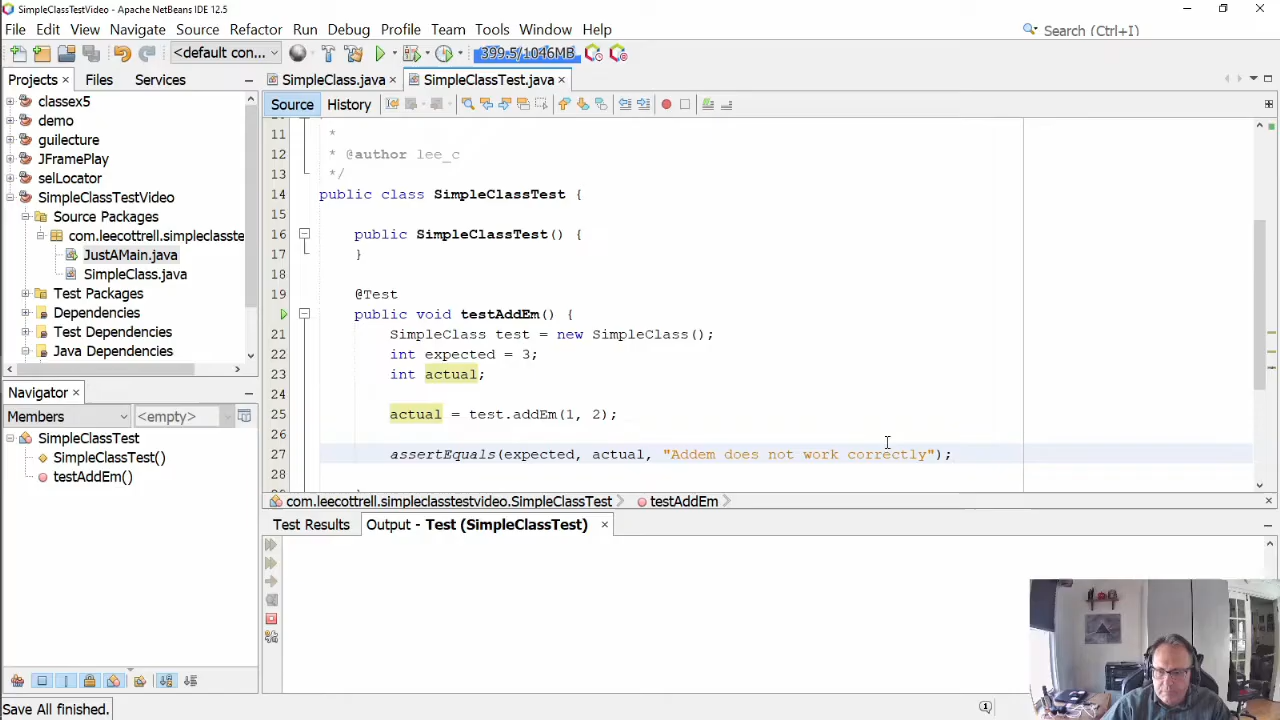 SimpleClassTestVideo - Apache NetBeans IDE 12.5
File Edit View Navigate Source Refactor Run Debug Profile Team Tools Window Help
Search (Ctrl+I)
<default con...
399.5/1046MB
Projects Files Services
SimpleClass.java SimpleClassTest.java
Source History
classex5
demo
guilecture
JFramePlay
selLocator
SimpleClassTestVideo
Source Packages
com.leecottrell.simpleclasste
JustAMain.java
SimpleClass.java
Test Packages
Dependencies
Test Dependencies
Java Dependencies
Navigator
Members <empty>
SimpleClassTest
SimpleClassTest()
testAddEm()
11 *
12 * @author lee_c
13 */
14 public class SimpleClassTest {
15
16 public SimpleClassTest() {
17 }
18
19 @Test
public void testAddEm() {
21 SimpleClass test = new SimpleClass();
22 int expected = 3;
23 int actual;
24
25 actual = test.addEm(1, 2);
26
27 assertEquals(expected, actual, "Addem does not work correctly");
28
com.leecottrell.simpleclasstestvideo.SimpleClassTest testAddEm
Test Results Output - Test (SimpleClassTest)
Save All finished.